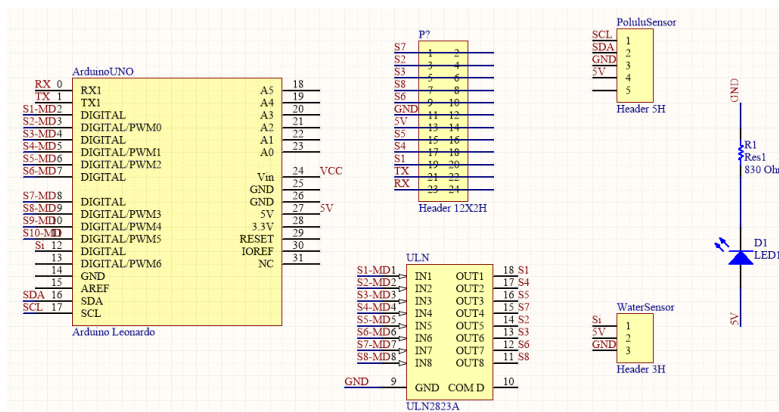 ArduinoUNO
RX 0 RX1 A5 18
TX 1 TX1 A4 19
S1-MD2 DIGITAL A3 20
S2-MD3 DIGITAL/PWM0 A2 21
S3-MD4 DIGITAL A1 22
S4-MD5 DIGITAL/PWM1 A0 23
S5-MD6 DIGITAL/PWM2
S6-MD7 DIGITAL Vin 24 VCC
GND 25
S7-MD8 DIGITAL GND 26
S8-MD9 DIGITAL/PWM3 5V 27 5V
S9-MD10 DIGITAL/PWM4 3.3V 28
S10-MD11 DIGITAL/PWM5 RESET 29
Si 12 DIGITAL IOREF 30
13 DIGITAL/PWM6 NC 31
14 GND
15 AREF
SDA 16 SDA
SCL 17 SCL
Arduino Leonardo
P?
S7 1 2
S2 3 4
S3 5 6
S8 7 8
S6 9 10
GND 11 12
5V 13 14
S5 15 16
S4 17 18
S1 19 20
TX 21 22
RX 23 24
Header 12X2H
ULN
S1-MD1 IN1 OUT1 18 S1
S2-MD2 IN2 OUT2 17 S4
S3-MD3 IN3 OUT3 16 S5
S4-MD4 IN4 OUT4 15 S7
S5-MD5 IN5 OUT5 14 S2
S6-MD6 IN6 OUT6 13 S3
S7-MD7 IN7 OUT7 12 S6
S8-MD8 IN8 OUT8 11 S8
GND 9 GND COM D 10
ULN2823A
PoluluSensor
SCL 1
SDA 2
GND 3
5V 4
5
Header 5H
GND
R1
Res1
830 Ohr
D1
LED1
5V
WaterSensor
Si 1
5V 2
GND 3
Header 3H